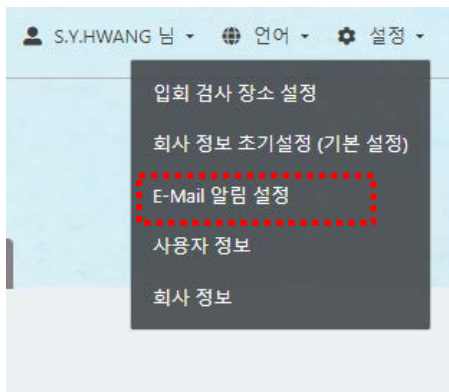 S.Y.HWANG 님 언어 설정
입회 검사 장소 설정
회사 정보 초기설정 (기본 설정)
E-Mail 알림 설정
사용자 정보
회사 정보